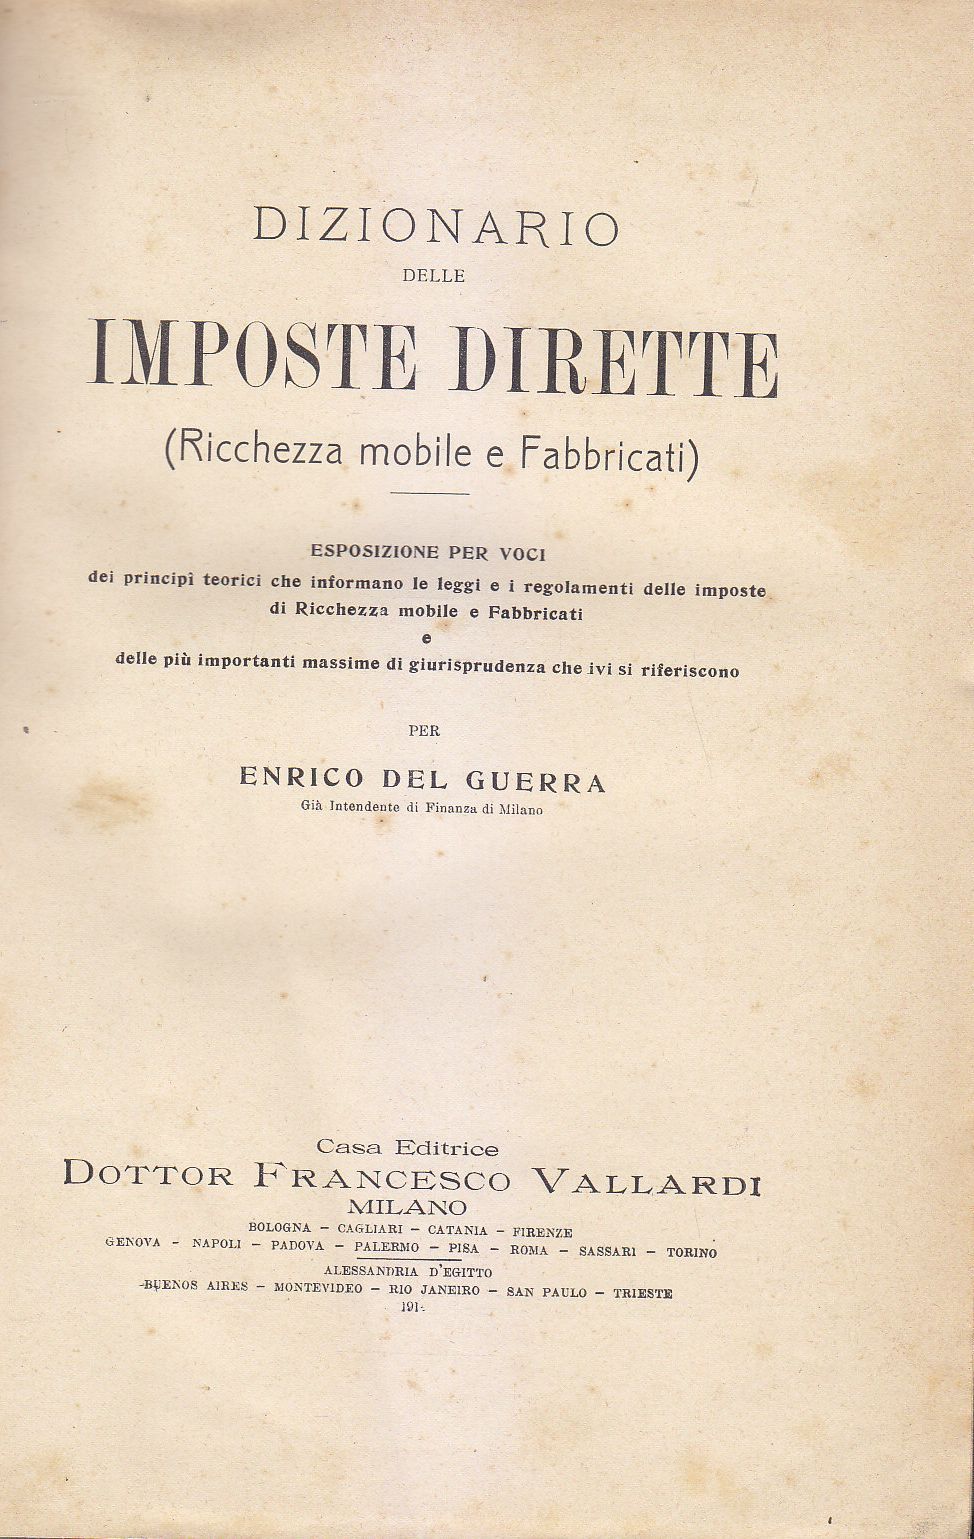 DIZIONARIO
DELLE
IMPOSTE DIRETTE
(Ricchezza mobile e Fabbricati)
ESPOSIZIONE PER VOCI
dei principî teorici che informano le leggi e i regolamenti delle imposte
di Ricchezza mobile e Fabbricati
e
delle più importanti massime di giurisprudenza che ivi si riferiscono
PER
ENRICO DEL GUERRA
Già Intendente di Finanza di Milano
Casa Editrice
DOTTOR FRANCESCO VALLARDI
MILANO
BOLOGNA – CAGLIARI – CATANIA – FIRENZE
GENOVA – NAPOLI – PADOVA – PALERMO – PISA – ROMA – SASSARI – TORINO
ALESSANDRIA D'EGITTO
BUENOS AIRES – MONTEVIDEO – RIO JANEIRO – SAN PAULO – TRIESTE